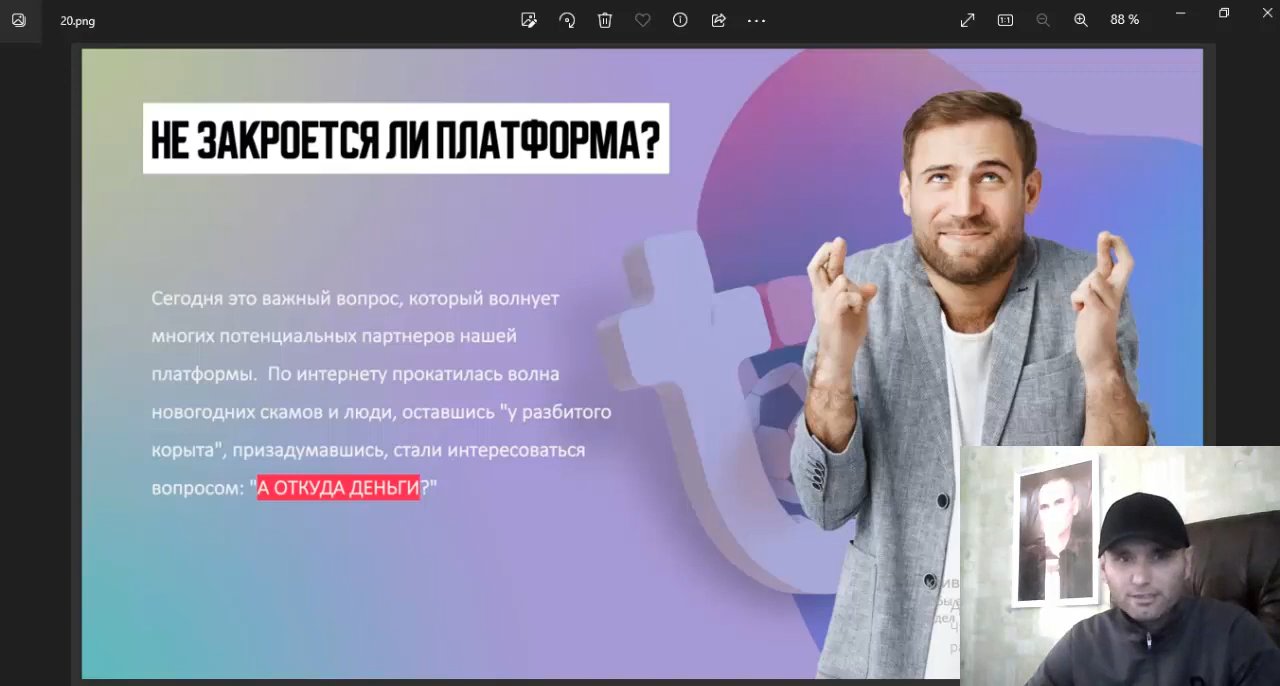 20.png
88 %
НЕ ЗАКРОЕТСЯ ЛИ ПЛАТФОРМА?
Сегодня это важный вопрос, который волнует
многих потенциальных партнеров нашей
платформы. По интернету прокатилась волна
новогодних скамов и люди, оставшись "у разбитого
корыта", призадумавшись, стали интересоваться
вопросом: "А ОТКУДА ДЕНЬГИ?"